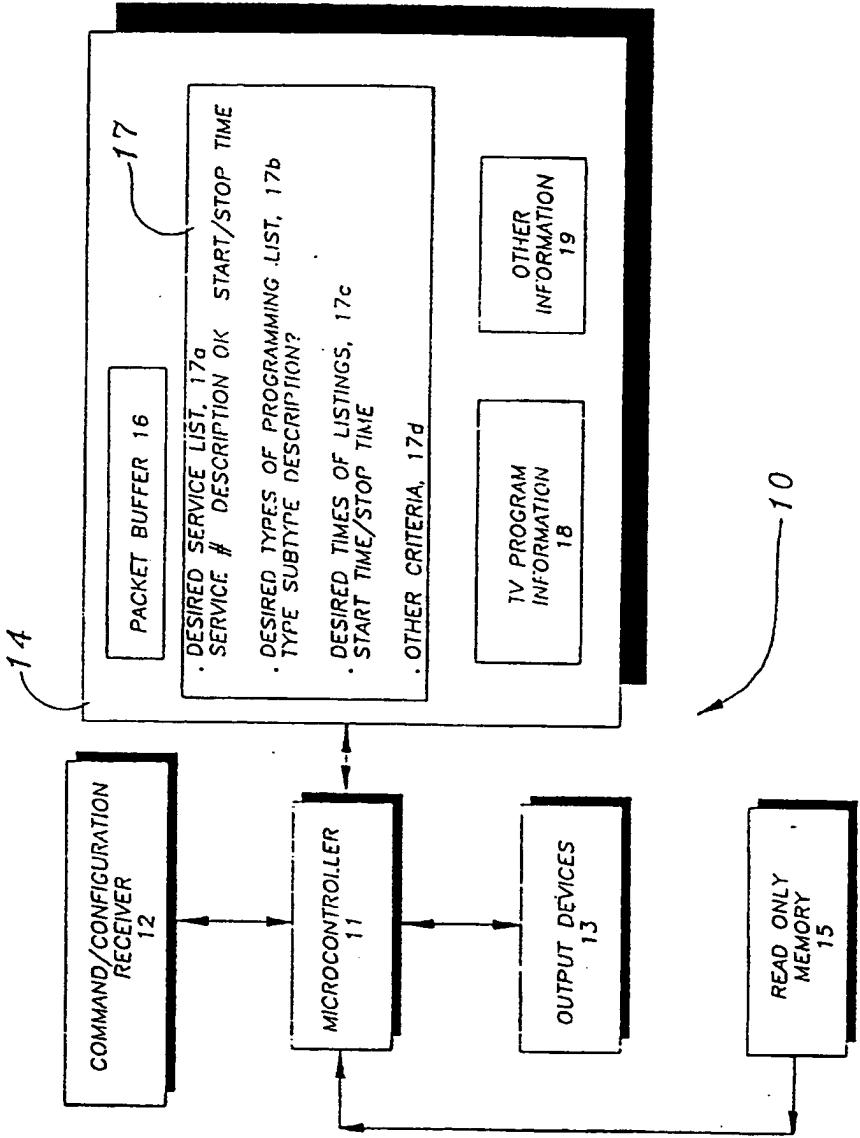 14
PACKET BUFFER 16
17
. DESIRED SERVICE LIST, 17a
SERVICE # DESCRIPTION OK START/STOP TIME
. DESIRED TYPES OF PROGRAMMING LIST, 17b
TYPE SUBTYPE DESCRIPTION?
. DESIRED TIMES OF LISTINGS, 17c
START TIME/STOP TIME
. OTHER CRITERIA, 17d
TV PROGRAM
INFORMATION
18
OTHER
INFORMATION
19
COMMAND/CONFIGURATION
RECEIVER
12
MICROCONTROLLER
11
OUTPUT DEVICES
13
READ ONLY
MEMORY
15
10